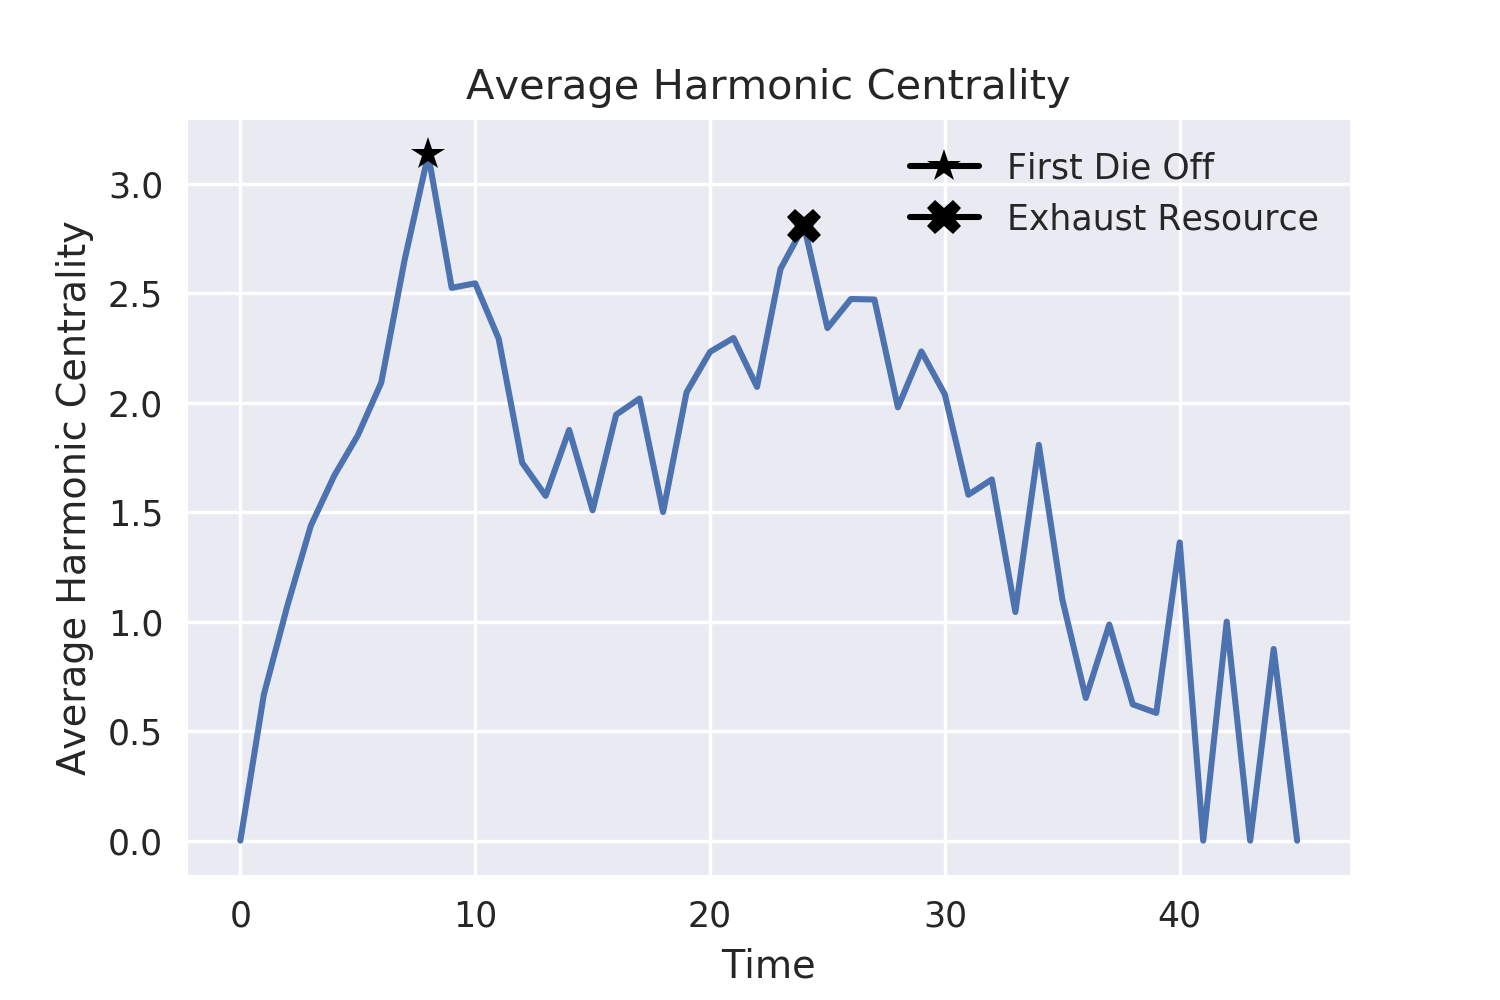 Average Harmonic Centrality
First Die Off
Exhaust Resource
Average Harmonic Centrality
3.0
2.5
2.0
1.5
1.0
0.5
0.0
0 10 20 30 40
Time